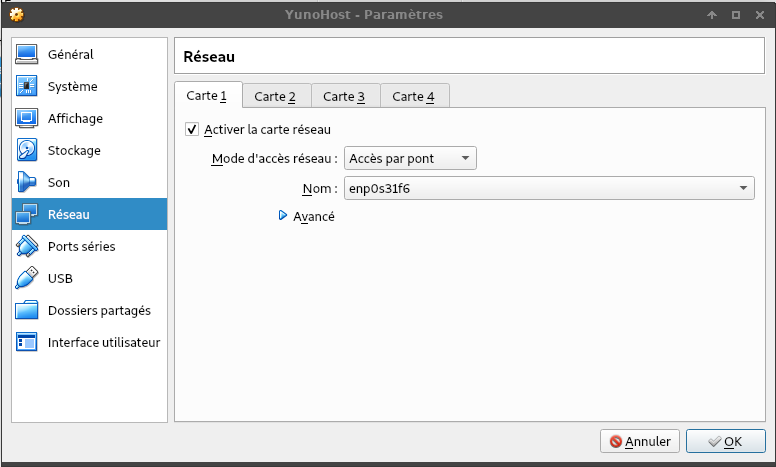 YunoHost - Paramètres
Général
Système
Affichage
Stockage
Son
Réseau
Ports séries
USB
Dossiers partagés
Interface utilisateur
Réseau
Carte 1 Carte 2 Carte 3 Carte 4
Activer la carte réseau
Mode d'accès réseau : Accès par pont
Nom : enp0s31f6
Avancé
Annuler OK